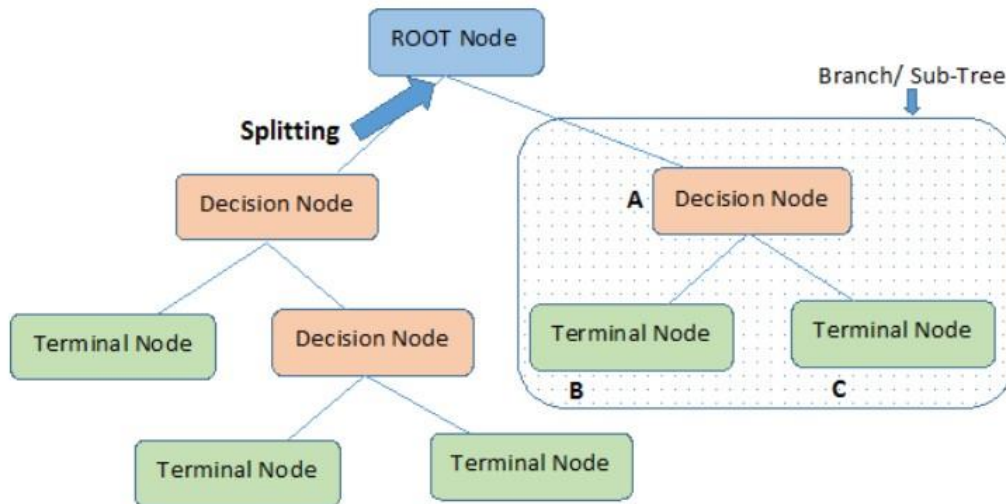 ROOT Node
Branch/ Sub-Tree
Splitting
Decision Node
A
Decision Node
Terminal Node
Decision Node
Terminal Node
Terminal Node
B
C
Terminal Node
Terminal Node